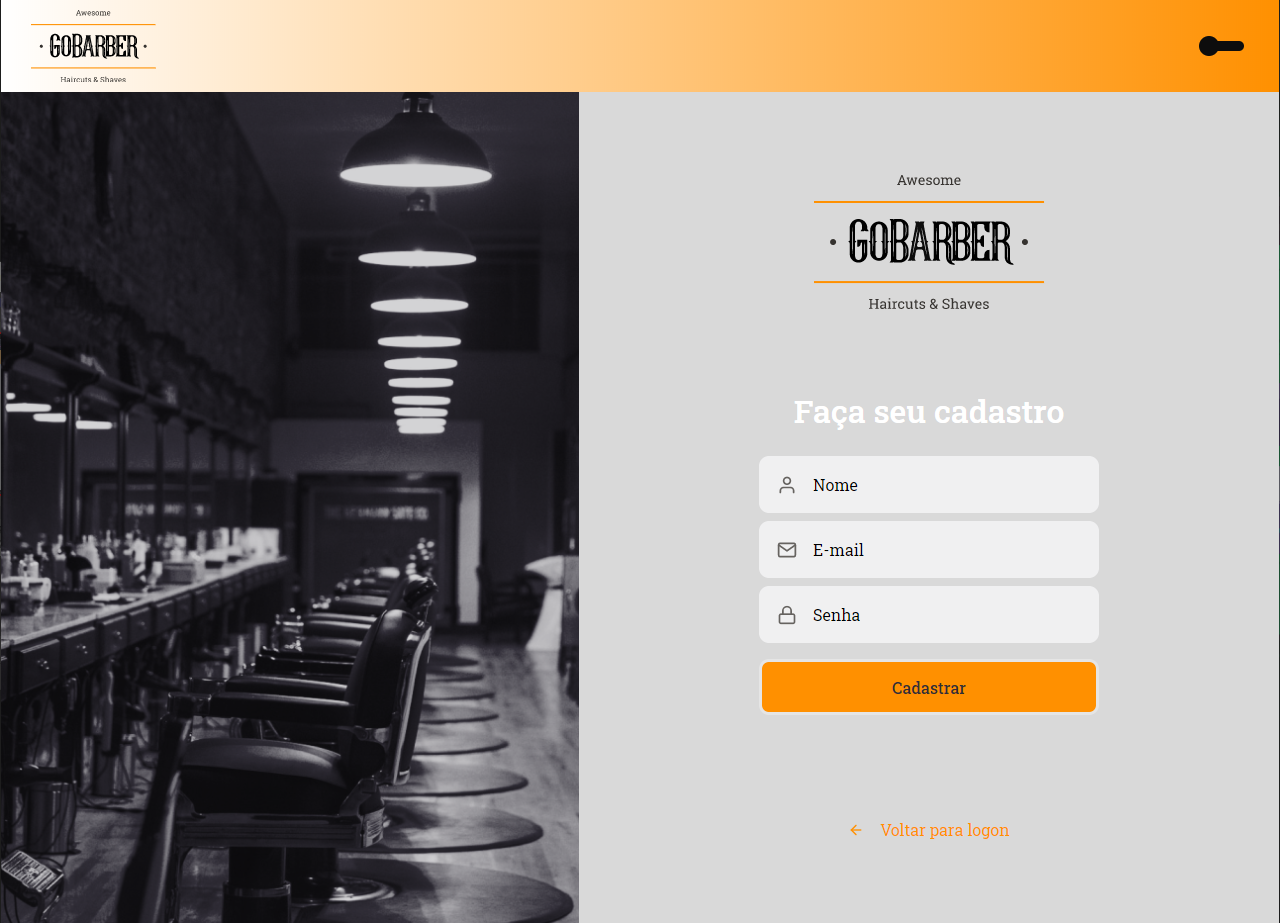 Awesome
GoBARBER
Haircuts & Shaves
Awesome
GoBARBER
Haircuts & Shaves
Faça seu cadastro
Nome
E-mail
Senha
Cadastrar
Voltar para logon